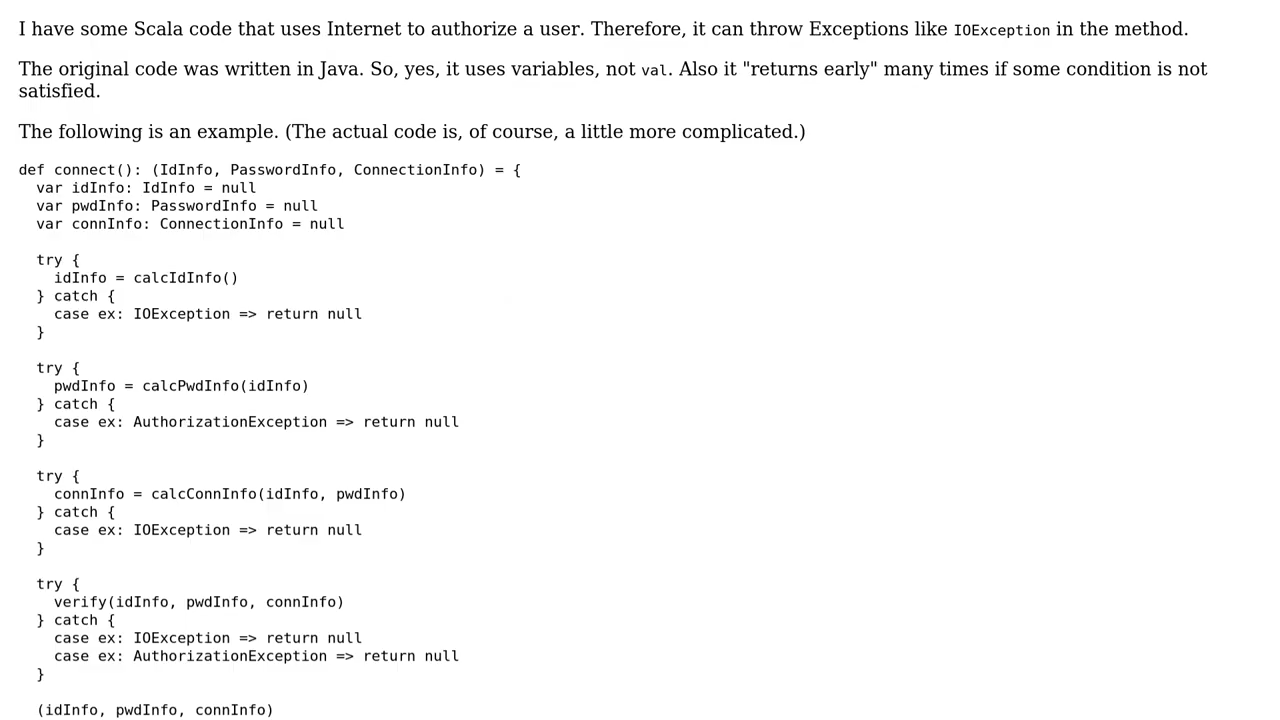 I have some Scala code that uses Internet to authorize a user. Therefore, it can throw Exceptions like IOException in the method.
The original code was written in Java. So, yes, it uses variables, not val. Also it "returns early" many times if some condition is not
satisfied.
The following is an example. (The actual code is, of course, a little more complicated.)
def connect(): (IdInfo, PasswordInfo, ConnectionInfo) = {
  var idInfo: IdInfo = null
  var pwdInfo: PasswordInfo = null
  var connInfo: ConnectionInfo = null
  try {
    idInfo = calcIdInfo()
  } catch {
    case ex: IOException => return null
  }
  try {
    pwdInfo = calcPwdInfo(idInfo)
  } catch {
    case ex: AuthorizationException => return null
  }
  try {
    connInfo = calcConnInfo(idInfo, pwdInfo)
  } catch {
    case ex: IOException => return null
  }
  try {
    verify(idInfo, pwdInfo, connInfo)
  } catch {
    case ex: IOException => return null
    case ex: AuthorizationException => return null
  }
  (idInfo, pwdInfo, connInfo)